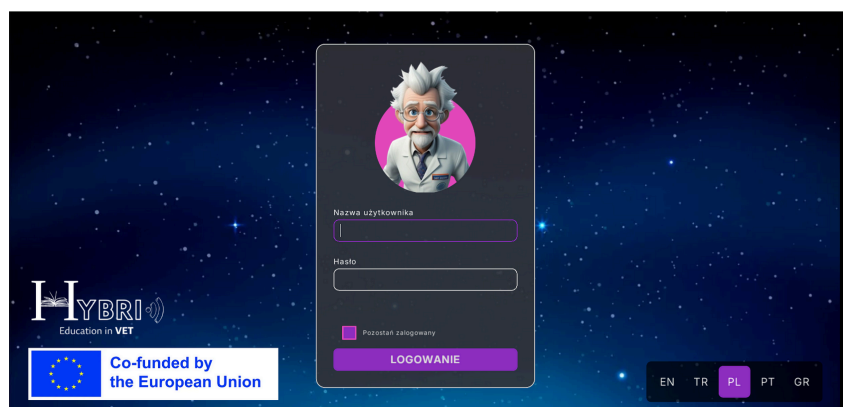 Nazwa użytkownika
Hasło
Pozostań zalogowany
LOGOWANIE
HYBRI
Education in VET
Co-funded by
the European Union
EN TR PL PT GR